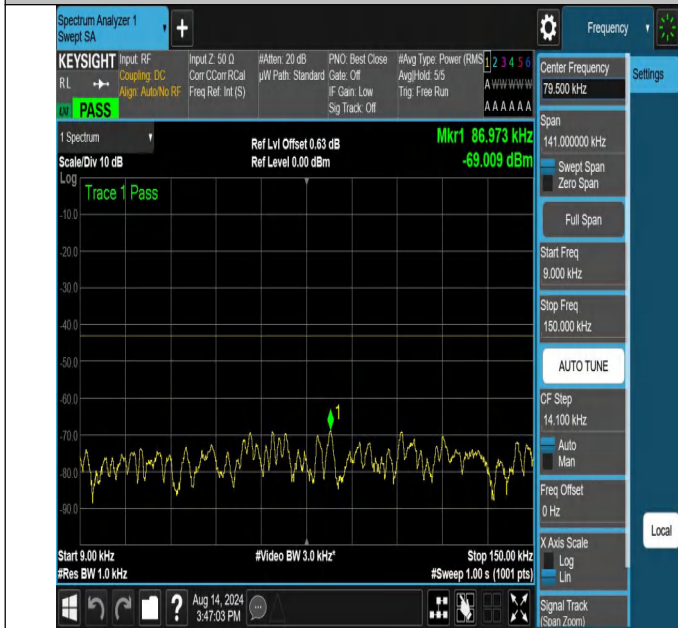 Spectrum Analyzer 1
Swept SA
Frequency
KEYSIGHT
RL
PASS
Input: RF
Coupling: DC
Align: Auto/No RF
Input Z: 50 Ω
Corr CCorr RCal
Freq Ref: Int (S)
#Atten: 20 dB
µW Path: Standard
PNO: Best Close
Gate: Off
IF Gain: Low
Sig Track: Off
#Avg Type: Power (RMS
Avg|Hold: 5/5
Trig: Free Run
1 2 3 4 5 6
A W W W W W
A A A A A A
1 Spectrum
Scale/Div 10 dB
Log
Ref Lvl Offset 0.63 dB
Ref Level 0.00 dBm
Mkr1 86.973 kHz
-69.009 dBm
Trace 1 Pass
-10.0
-20.0
-30.0
-40.0
-50.0
-60.0
-70.0
-80.0
-90.0
1
Start 9.00 kHz
#Res BW 1.0 kHz
#Video BW 3.0 kHz*
Stop 150.00 kHz
#Sweep 1.00 s (1001 pts)
?
Aug 14, 2024
3:47:03 PM
Center Frequency
79.500 kHz
Settings
Span
141.000000 kHz
Swept Span
Zero Span
Full Span
Start Freq
9.000 kHz
Stop Freq
150.000 kHz
AUTO TUNE
CF Step
14.100 kHz
Auto
Man
Freq Offset
0 Hz
Local
X Axis Scale
Log
Lin
Signal Track
(Span Zoom)